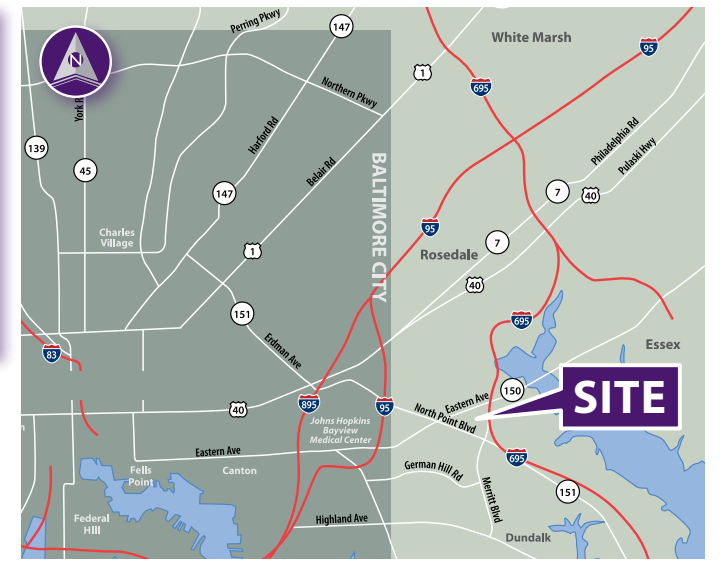 Perring Pkwy
147
White Marsh
95
N
1
Northern Pkwy
695
York R
139
45
Harford Rd
Belair Rd
Philadelphia Rd
Pulaski Hwy
BALTIMORE CITY
147
7
40
Charles
Village
95
7
1
Rosedale
40
151
695
83
Erdman Ave
Essex
150
Eastern Ave
SITE
40
895
95
North Point Blvd
Johns Hopkins
Bayview
Medical Center
Eastern Ave
695
Fells
Point
Canton
German Hill Rd
Merritt Blvd
151
Federal
Hill
Highland Ave
Dundalk